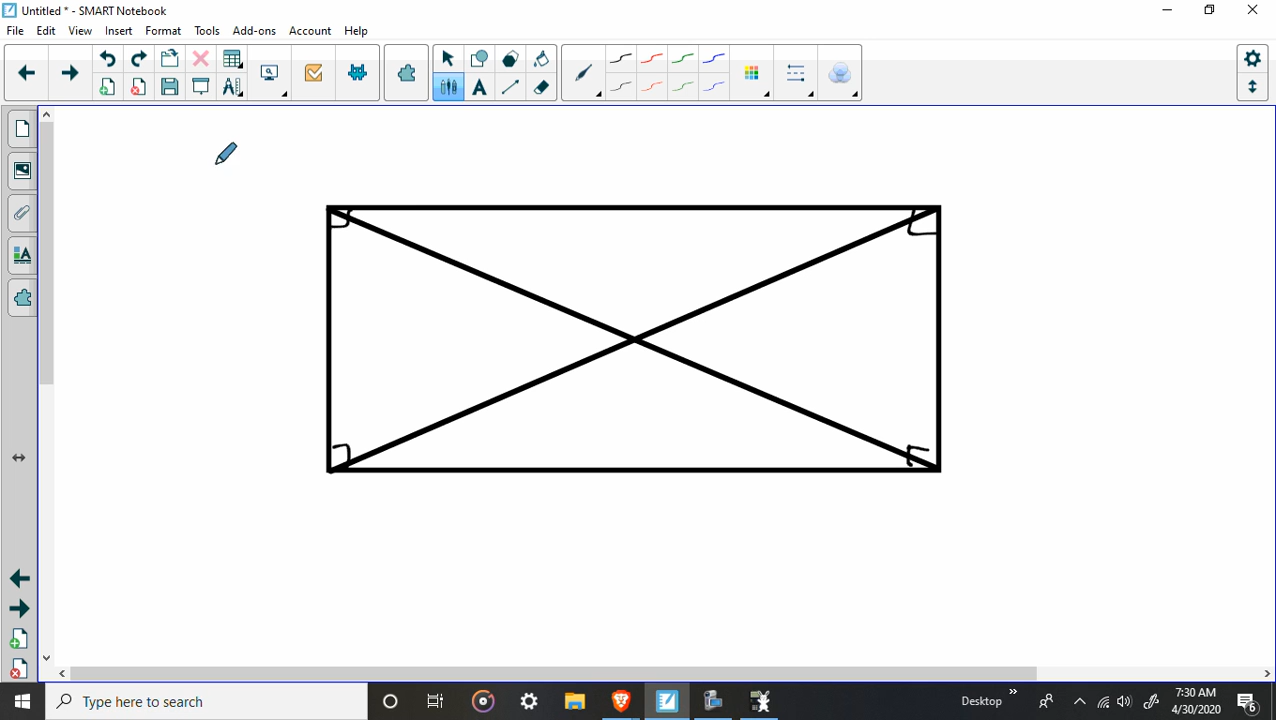 Untitled * - SMART Notebook
File Edit View Insert Format Tools Add-ons Account Help
A
A
Type here to search
Desktop
»
7:30 AM
4/30/2020
6